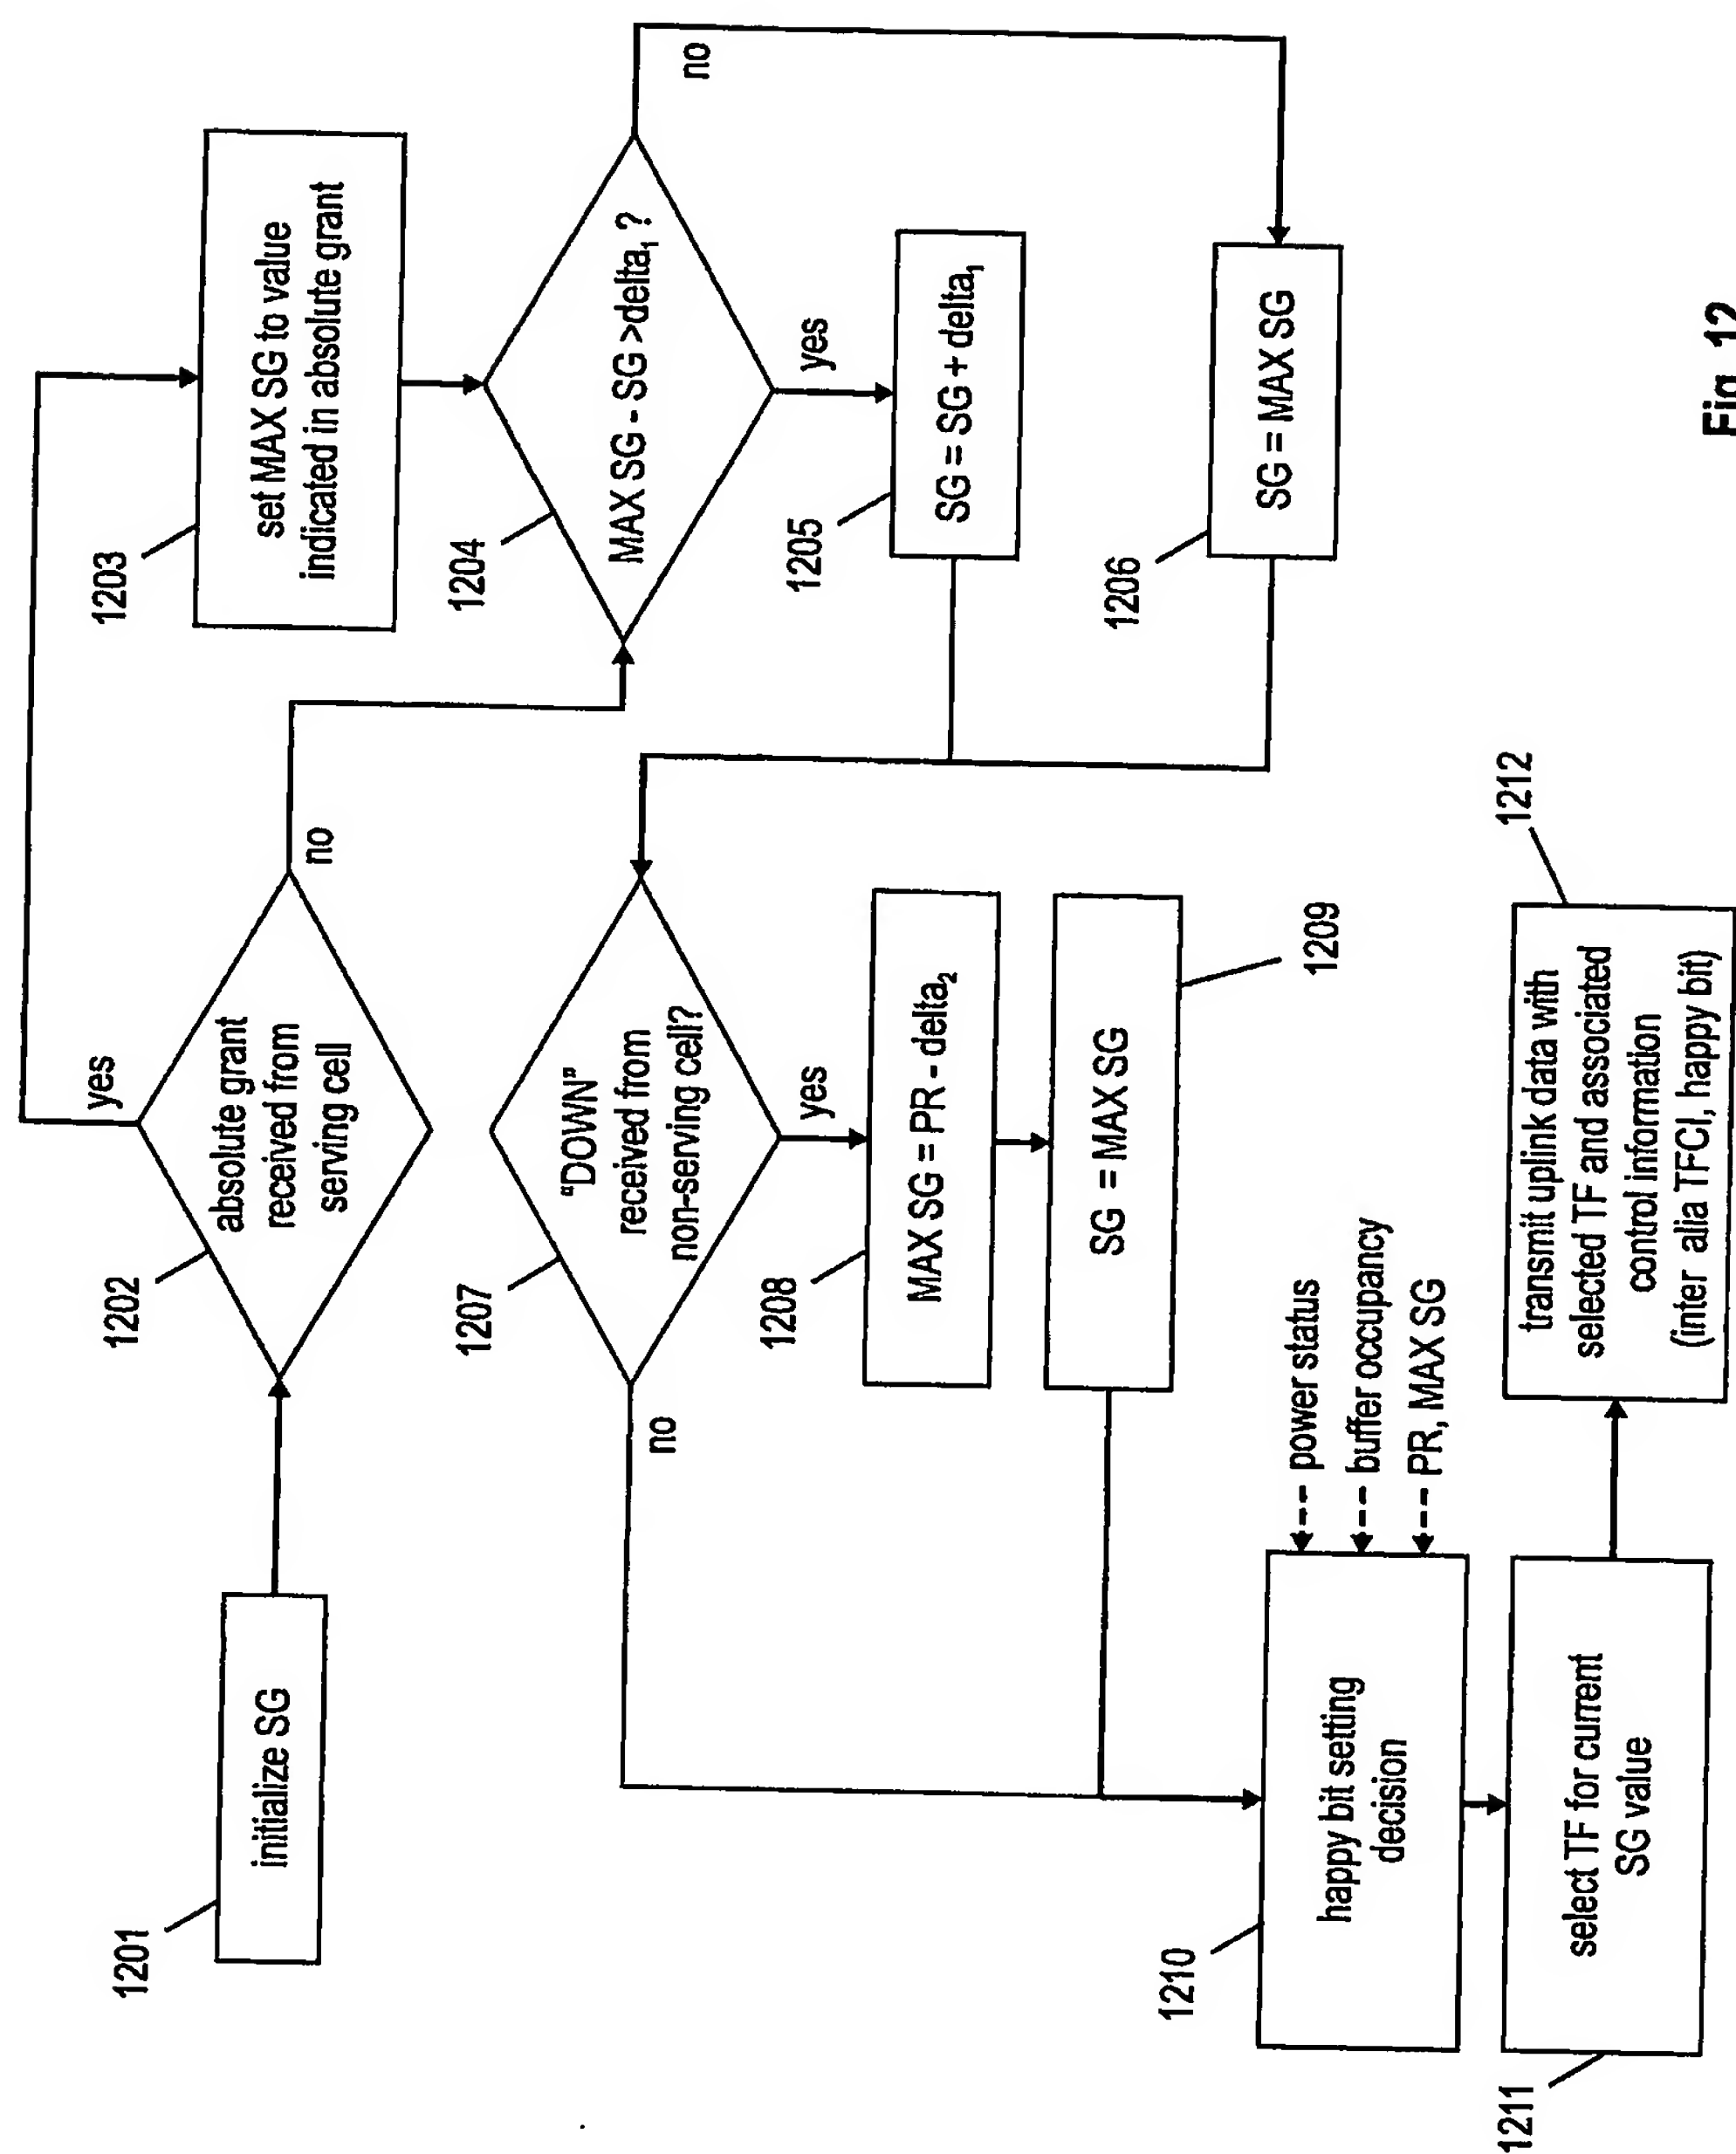 1201
initialize SG
1202
absolute grant
received from
serving cell
yes
no
1203
set MAX SG to value
indicated in absolute grant
1204
MAX SG - SG >delta₁ ?
yes
no
1205
SG = SG + delta₁
1206
SG = MAX SG
1207
"DOWN"
received from
non-serving cell?
no
yes
1208
MAX SG = PR - delta₂
SG = MAX SG
1209
power status
buffer occupancy
PR, MAX SG
1210
happy bit setting
decision
1211
select TF for current
SG value
1212
transmit uplink data with
selected TF and associated
control information
(inter alia TFCI, happy bit)
Fig. 12